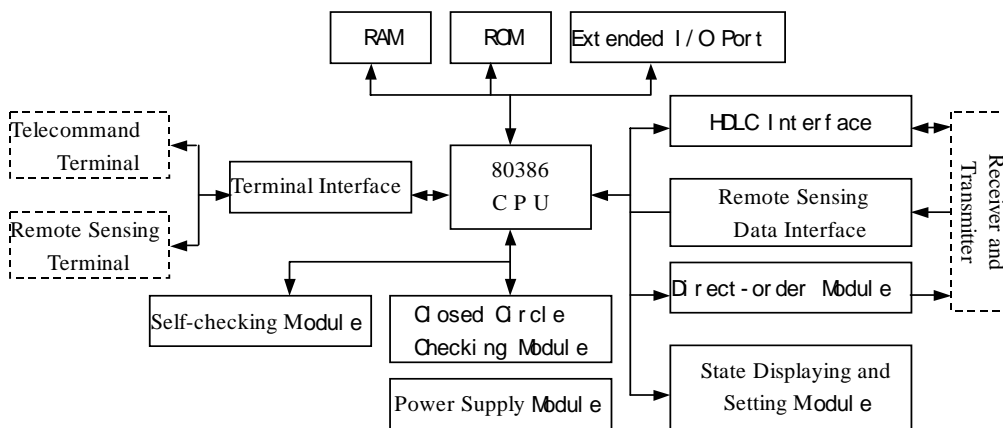 RAM
ROM
Extended I/O Port
Telecommand
Terminal
Terminal Interface
80386
CPU
HDLC Interface
Receiver and
Transmitter
Remote Sensing
Data Interface
Remote Sensing
Terminal
Direct-order Module
Self-checking Module
Closed Circle
Checking Module
State Displaying and
Setting Module
Power Supply Module